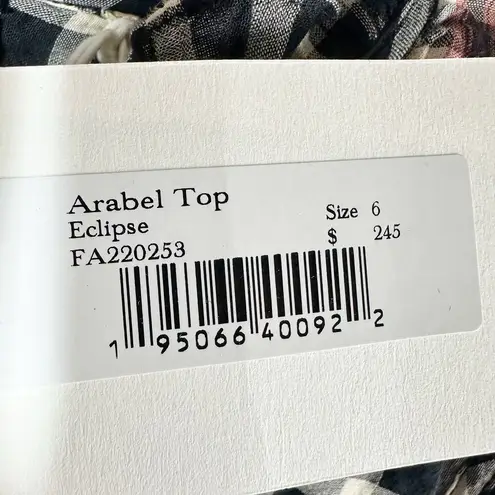 Arabel Top
Eclipse
FA220253
Size 6
$ 245
1 95066 40092 2